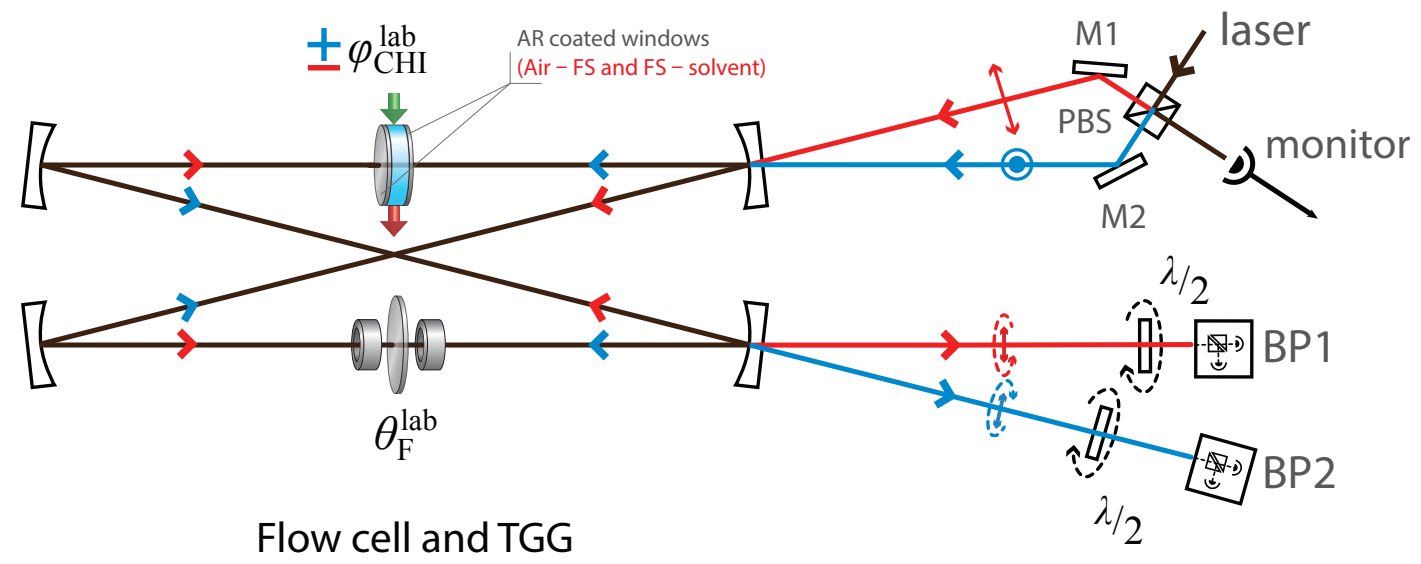 ± φ_CHI^lab
AR coated windows
(Air – FS and FS – solvent)
M1
laser
PBS
monitor
M2
θ_F^lab
λ/2
BP1
λ/2
BP2
Flow cell and TGG